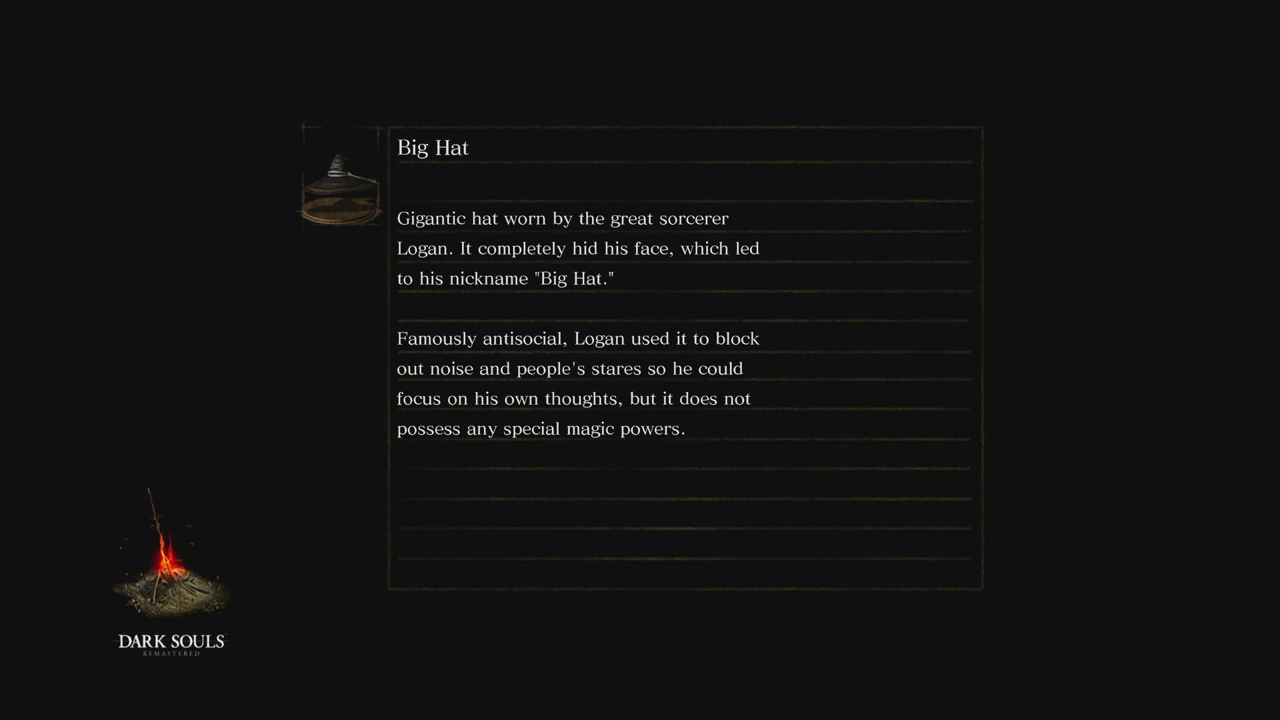 Big Hat
Gigantic hat worn by the great sorcerer
Logan. It completely hid his face, which led
to his nickname "Big Hat."
Famously antisocial, Logan used it to block
out noise and people's stares so he could
focus on his own thoughts, but it does not
possess any special magic powers.
DARK SOULS
REMASTERED